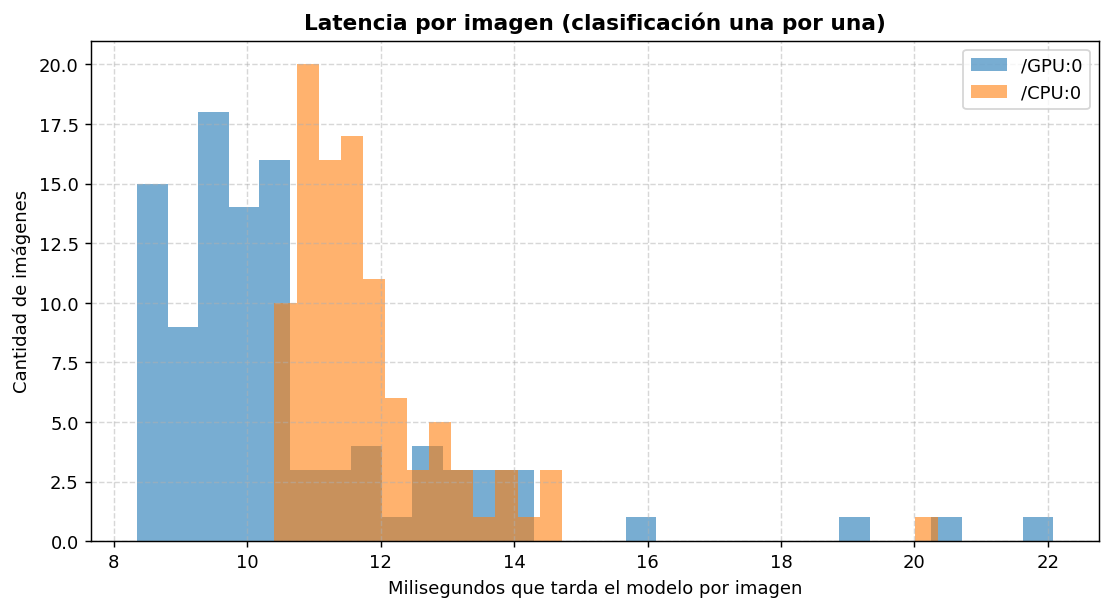 Latencia por imagen (clasificación una por una)
/GPU:0
/CPU:0
Cantidad de imágenes
20.0
17.5
15.0
12.5
10.0
7.5
5.0
2.5
0.0
8 10 12 14 16 18 20 22
Milisegundos que tarda el modelo por imagen